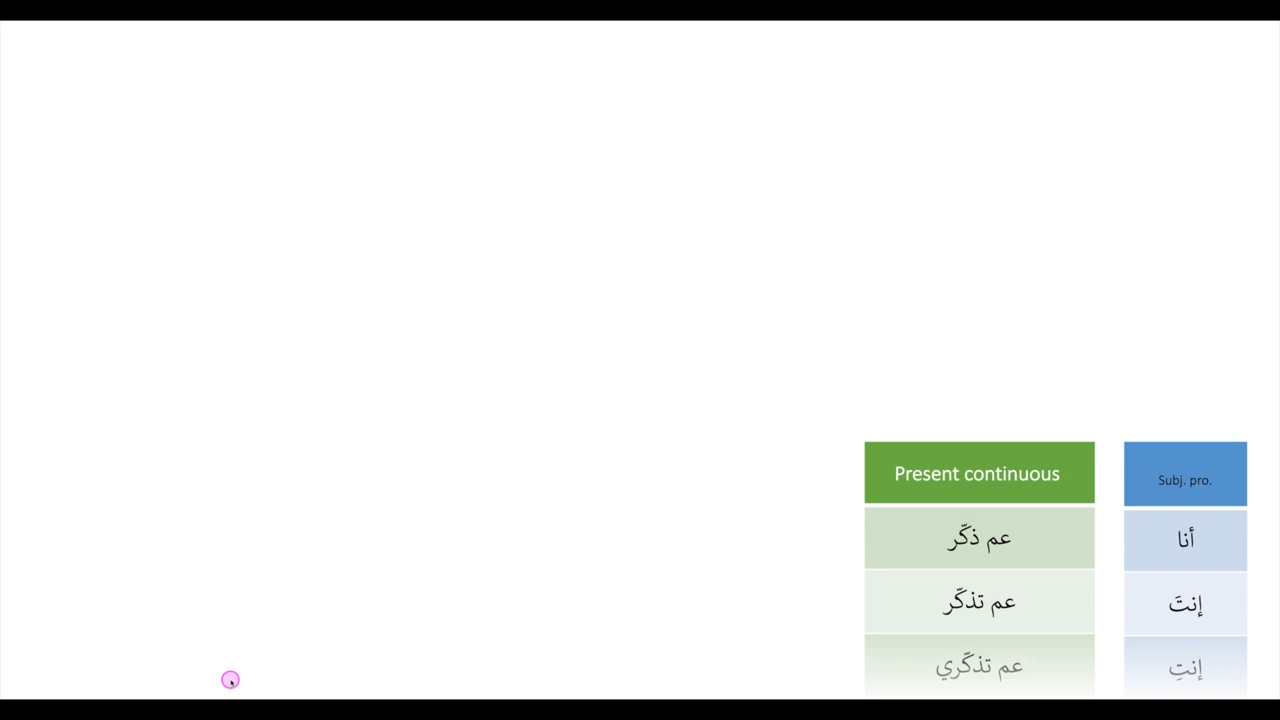 Present continuous
Subj. pro.
عم ذكّر
أنا
عم تذكّر
إنتَ
عم تذكّري
إنتِ